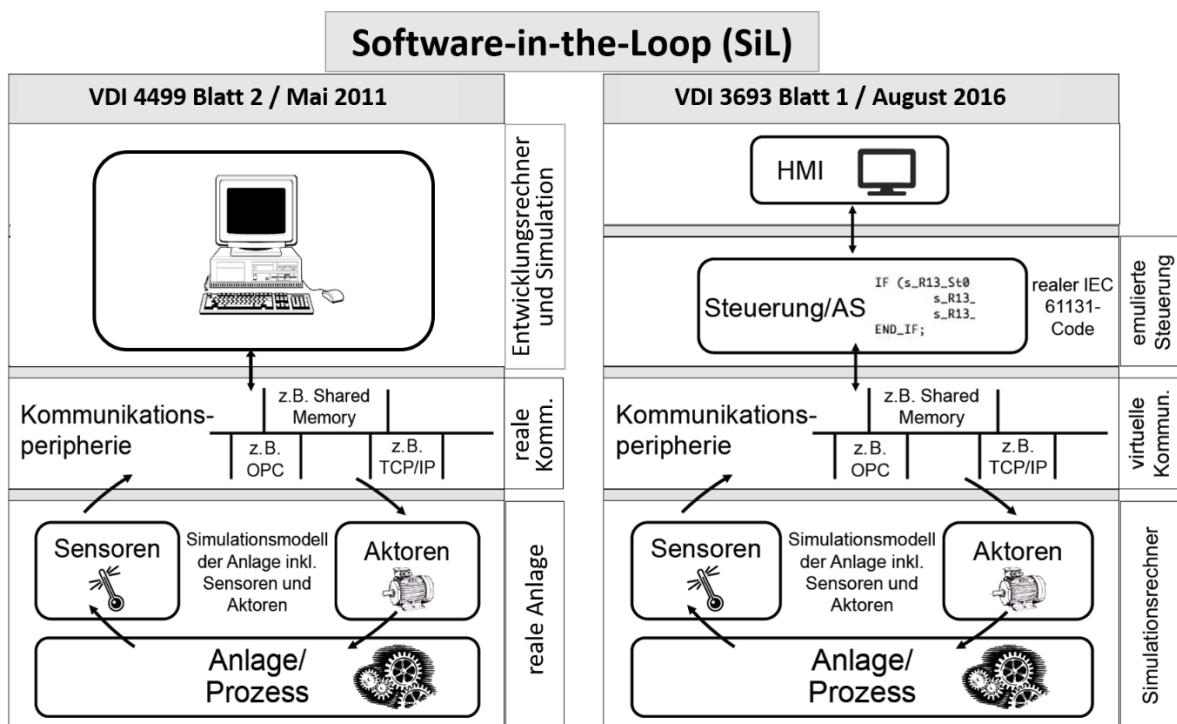 Software-in-the-Loop (SiL)
VDI 4499 Blatt 2 / Mai 2011
Entwicklungsrechner
und Simulation
Kommunikations-
peripherie
z.B. Shared
Memory
z.B.
OPC
z.B.
TCP/IP
reale
Komm.
Sensoren
Simulationsmodell
der Anlage inkl.
Sensoren und
Aktoren
Aktoren
Anlage/
Prozess
reale Anlage
VDI 3693 Blatt 1 / August 2016
HMI
Steuerung/AS
IF (s_R13_St0
s_R13_
s_R13_
END_IF;
realer IEC
61131-
Code
emulierte
Steuerung
Kommunikations-
peripherie
z.B. Shared
Memory
z.B.
OPC
z.B.
TCP/IP
virtuelle
Kommun.
Sensoren
Simulationsmodell
der Anlage inkl.
Sensoren und
Aktoren
Aktoren
Anlage/
Prozess
Simulationsrechner